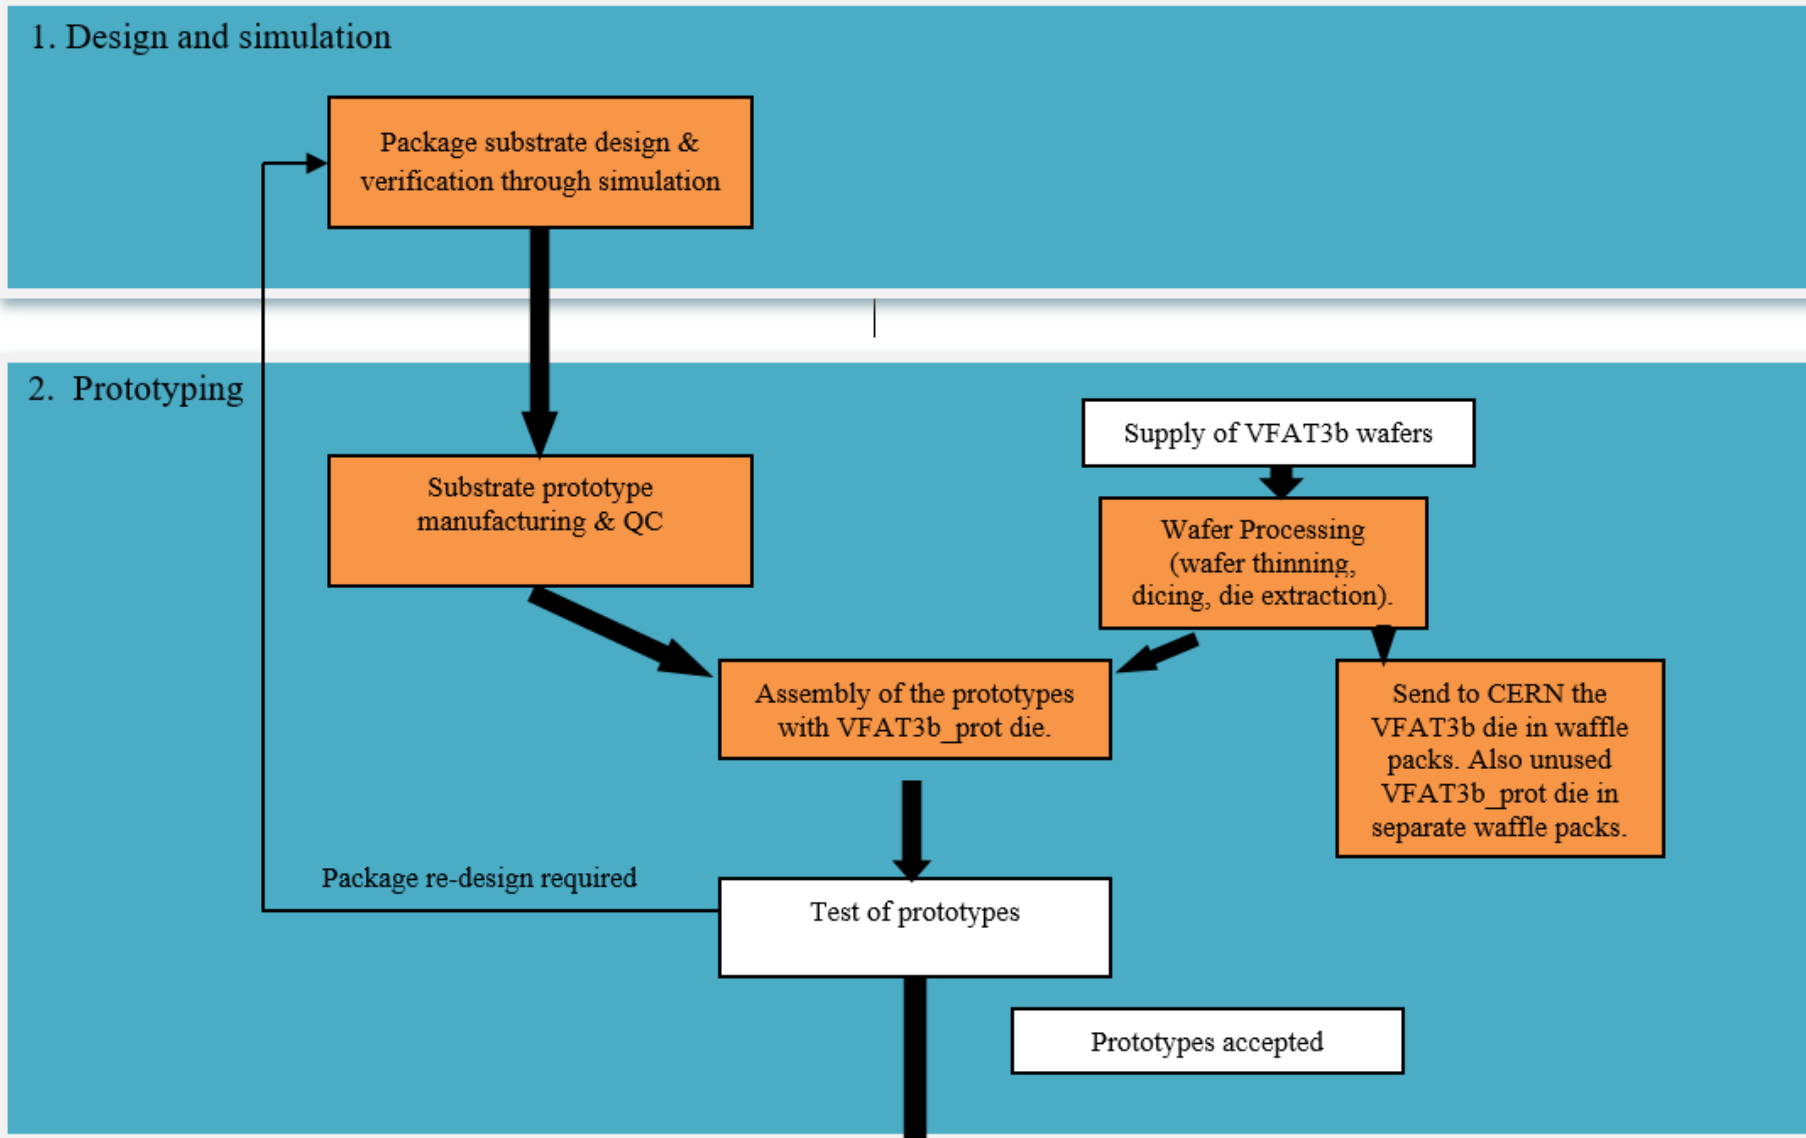 1. Design and simulation
Package substrate design &
verification through simulation
2. Prototyping
Supply of VFAT3b wafers
Substrate prototype
manufacturing & QC
Wafer Processing
(wafer thinning,
dicing, die extraction).
Assembly of the prototypes
with VFAT3b_prot die.
Send to CERN the
VFAT3b die in waffle
packs. Also unused
VFAT3b_prot die in
separate waffle packs.
Package re-design required
Test of prototypes
Prototypes accepted